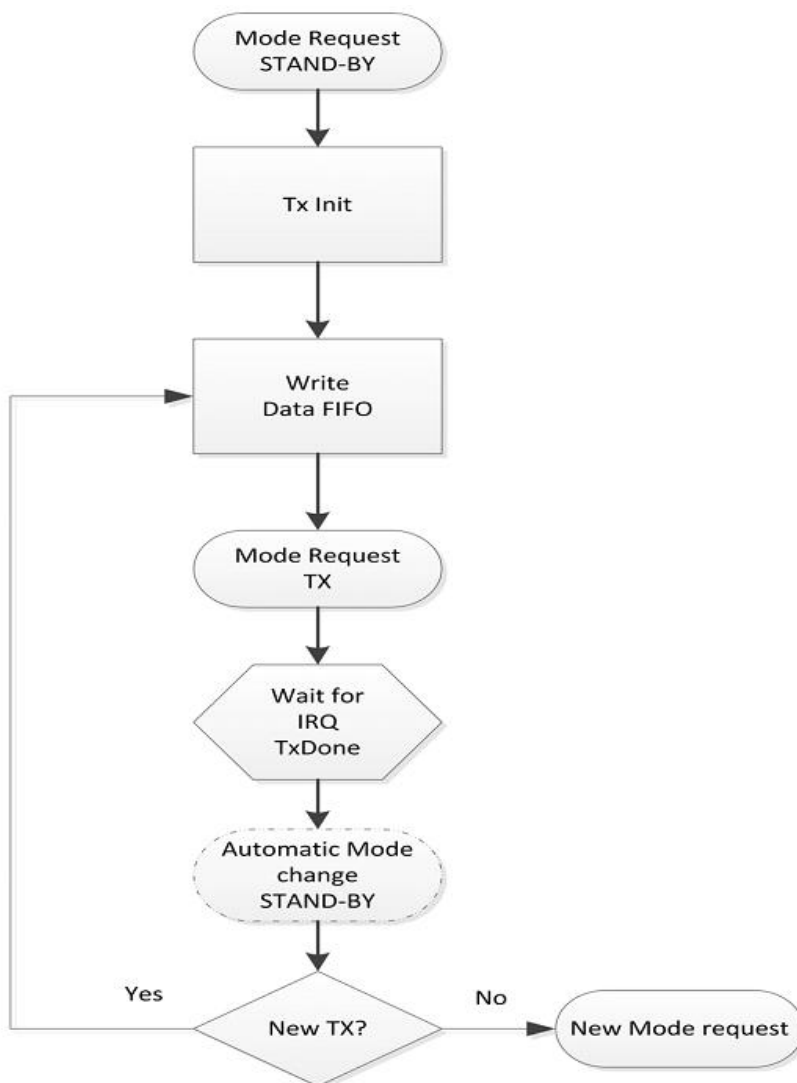 Mode Request
STAND-BY
Tx Init
Write
Data FIFO
Mode Request
TX
Wait for
IRQ
TxDone
Automatic Mode
change
STAND-BY
Yes
No
New TX?
New Mode request